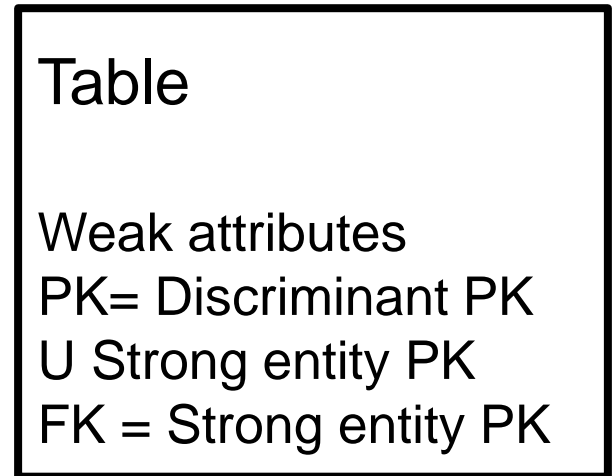 Table
Weak attributes
PK= Discriminant PK
U Strong entity PK
FK = Strong entity PK